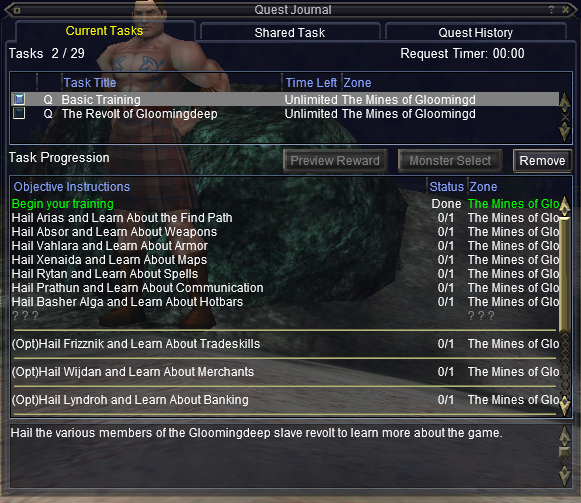 Quest Journal
Current Tasks Shared Task Quest History
Tasks 2 / 29 Request Timer: 00:00
Task Title Time Left Zone
Q Basic Training Unlimited The Mines of Gloomingd
Q The Revolt of Gloomingdeep Unlimited The Mines of Gloomingd
Task Progression Preview Reward Monster Select Remove
Objective Instructions Status Zone
Begin your training Done The Mines of Glo
Hail Arias and Learn About the Find Path 0/1 The Mines of Glo
Hail Absor and Learn About Weapons 0/1 The Mines of Glo
Hail Vahlara and Learn About Armor 0/1 The Mines of Glo
Hail Xenaida and Learn About Maps 0/1 The Mines of Glo
Hail Rytan and Learn About Spells 0/1 The Mines of Glo
Hail Prathun and Learn About Communication 0/1 The Mines of Glo
Hail Basher Alga and Learn About Hotbars 0/1 The Mines of Glo
? ? ? ? ? ?
(Opt)Hail Frizznik and Learn About Tradeskills 0/1 The Mines of Glo
(Opt)Hail Wijdan and Learn About Merchants 0/1 The Mines of Glo
(Opt)Hail Lyndroh and Learn About Banking 0/1 The Mines of Glo
Hail the various members of the Gloomingdeep slave revolt to learn more about the game.